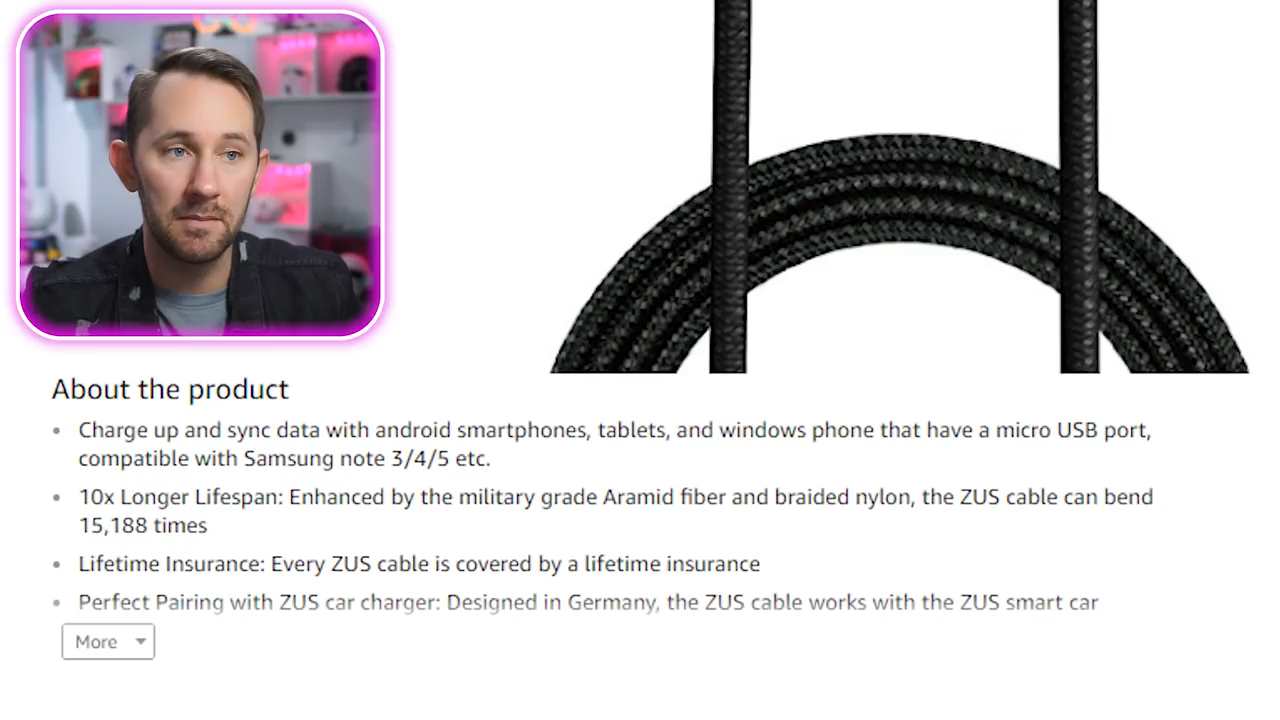 About the product
Charge up and sync data with android smartphones, tablets, and windows phone that have a micro USB port,
compatible with Samsung note 3/4/5 etc.
10x Longer Lifespan: Enhanced by the military grade Aramid fiber and braided nylon, the ZUS cable can bend
15,188 times
Lifetime Insurance: Every ZUS cable is covered by a lifetime insurance
Perfect Pairing with ZUS car charger: Designed in Germany, the ZUS cable works with the ZUS smart car
More